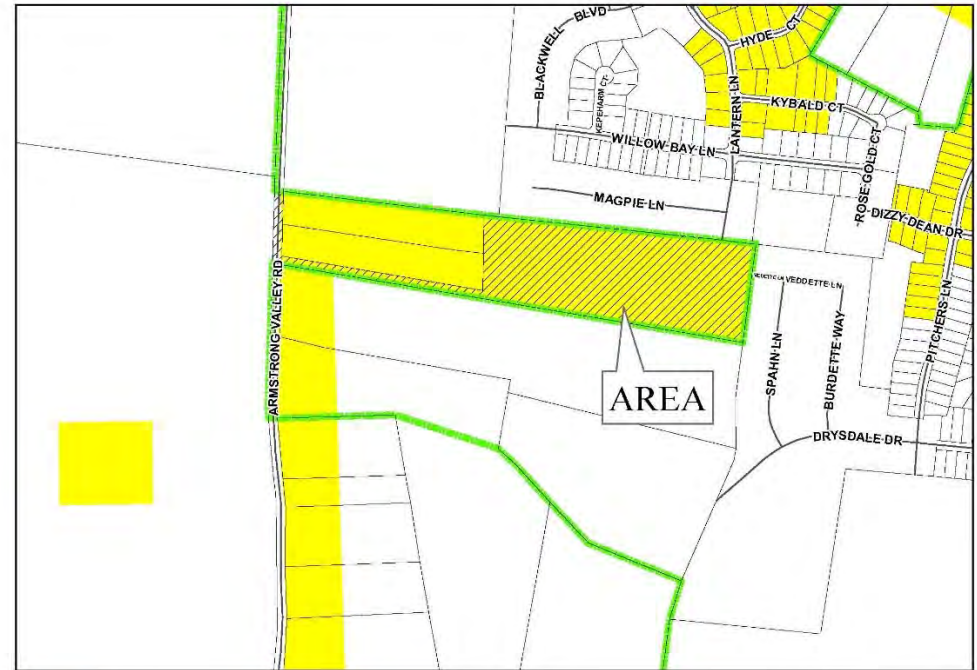 BLACKWELL BLVD
HYDE CT
KEPEHARM CT
LANTERN LN
KYBALD CT
WILLOW BAY LN
ROSE GOLD CT
MAGPIE LN
DIZZY DEAN DR
ARMSTRONG VALLEY RD
VEDDETTE LN
PITCHERS LN
SPAHN LN
BURDETTE WAY
AREA
DRYSDALE DR